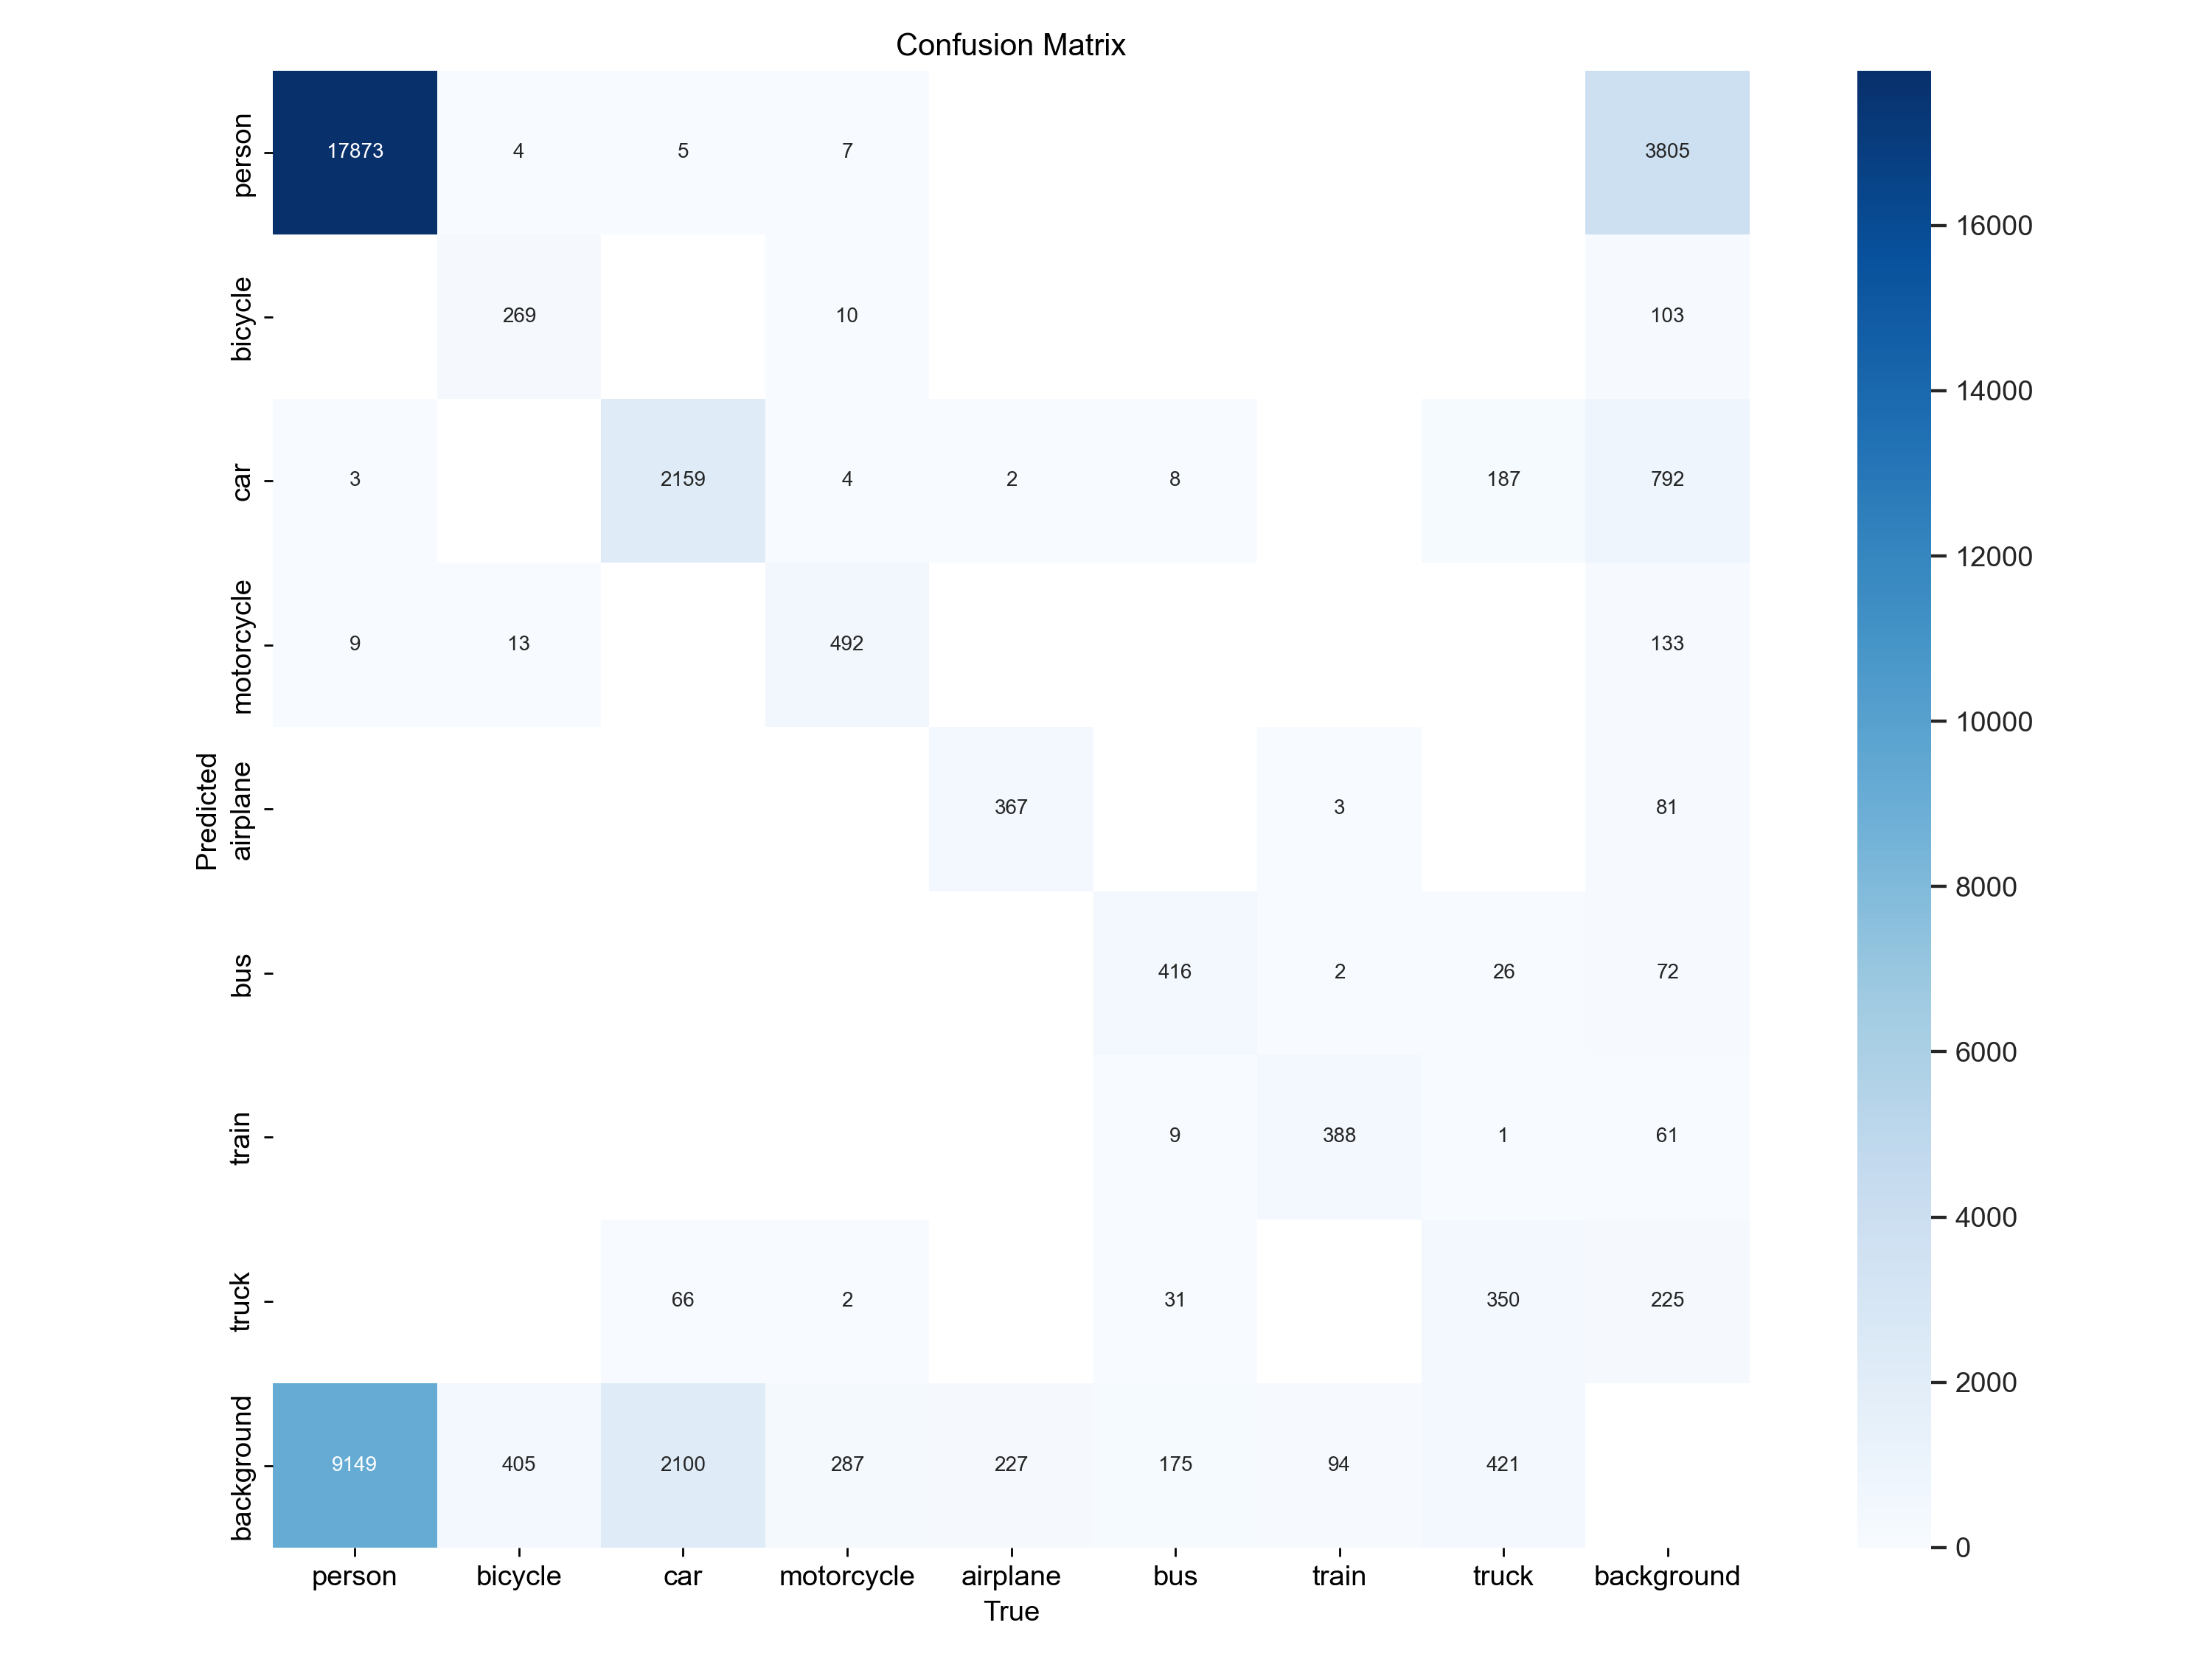 Confusion Matrix
person
17873 4 5 7 3805
bicycle
269 10 103
car
3 2159 4 2 8 187 792
motorcycle
9 13 492 133
airplane
367 3 81
bus
416 2 26 72
train
9 388 1 61
truck
66 2 31 350 225
background
9149 405 2100 287 227 175 94 421
Predicted
person bicycle car motorcycle airplane bus train truck background
True
16000
14000
12000
10000
8000
6000
4000
2000
0